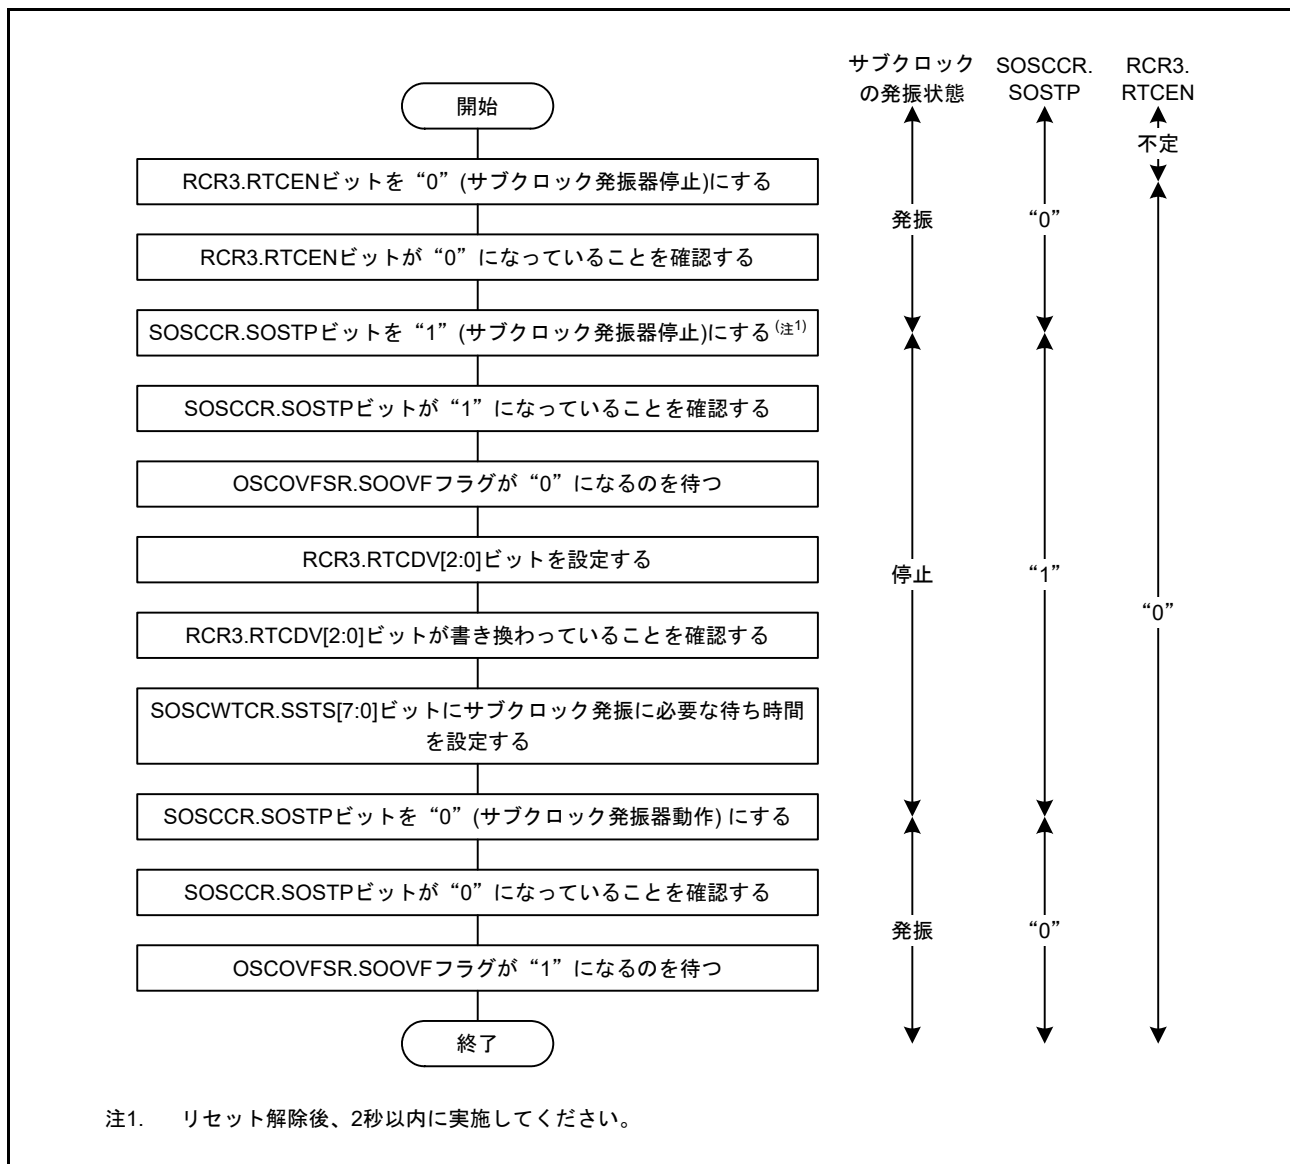 サブクロック
の発振状態
SOSCCR.
SOSTP
RCR3.
RTCEN
開始
不定
RCR3.RTCENビットを“0”(サブクロック発振器停止)にする
発振
“0”
RCR3.RTCENビットが“0”になっていることを確認する
SOSCCR.SOSTPビットを“1”(サブクロック発振器停止)にする(注1)
SOSCCR.SOSTPビットが“1”になっていることを確認する
OSCOVFSR.SOOVFフラグが“0”になるのを待つ
RCR3.RTCDV[2:0]ビットを設定する
停止
“1”
“0”
RCR3.RTCDV[2:0]ビットが書き換わっていることを確認する
SOSCWTCR.SSTS[7:0]ビットにサブクロック発振に必要な待ち時間
を設定する
SOSCCR.SOSTPビットを“0”(サブクロック発振器動作) にする
SOSCCR.SOSTPビットが“0”になっていることを確認する
発振
“0”
OSCOVFSR.SOOVFフラグが“1”になるのを待つ
終了
注1. リセット解除後、2秒以内に実施してください。